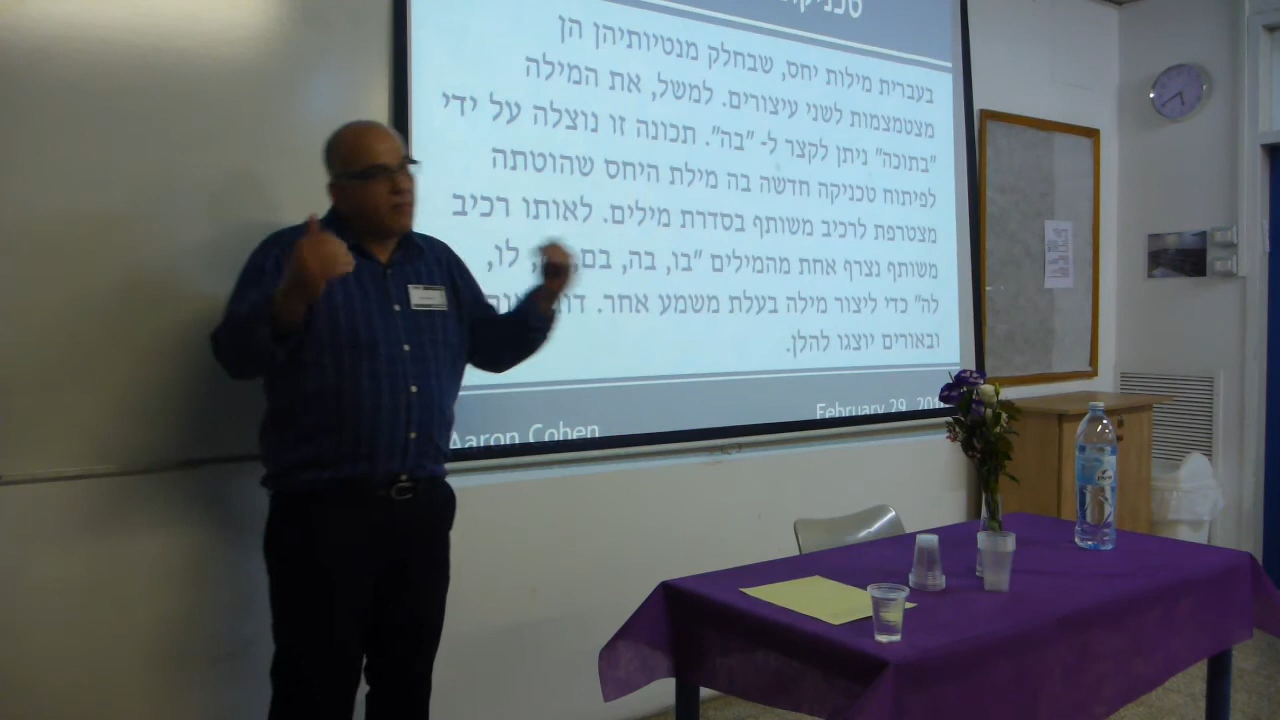 בעברית מילות יחס, שבחלק מנטיותיהן הן
מצטמצמות לשני עיצורים. למשל, את המילה
"בתוכה" ניתן לקצר ל- "בה". תכונה זו נוצלה על ידי
לפיתוח טכניקה חדשה בה מילת היחס שהוטתה
מצטרפת לרכיב משותף בסדרת מילים. לאותו רכיב
משותף נצרף אחת מהמילים "בו, בה, בם, לו,
לה" כדי ליצור מילה בעלת משמע אחר.
ובאורים יוצגו להלן.
Aaron Cohen
February 29,